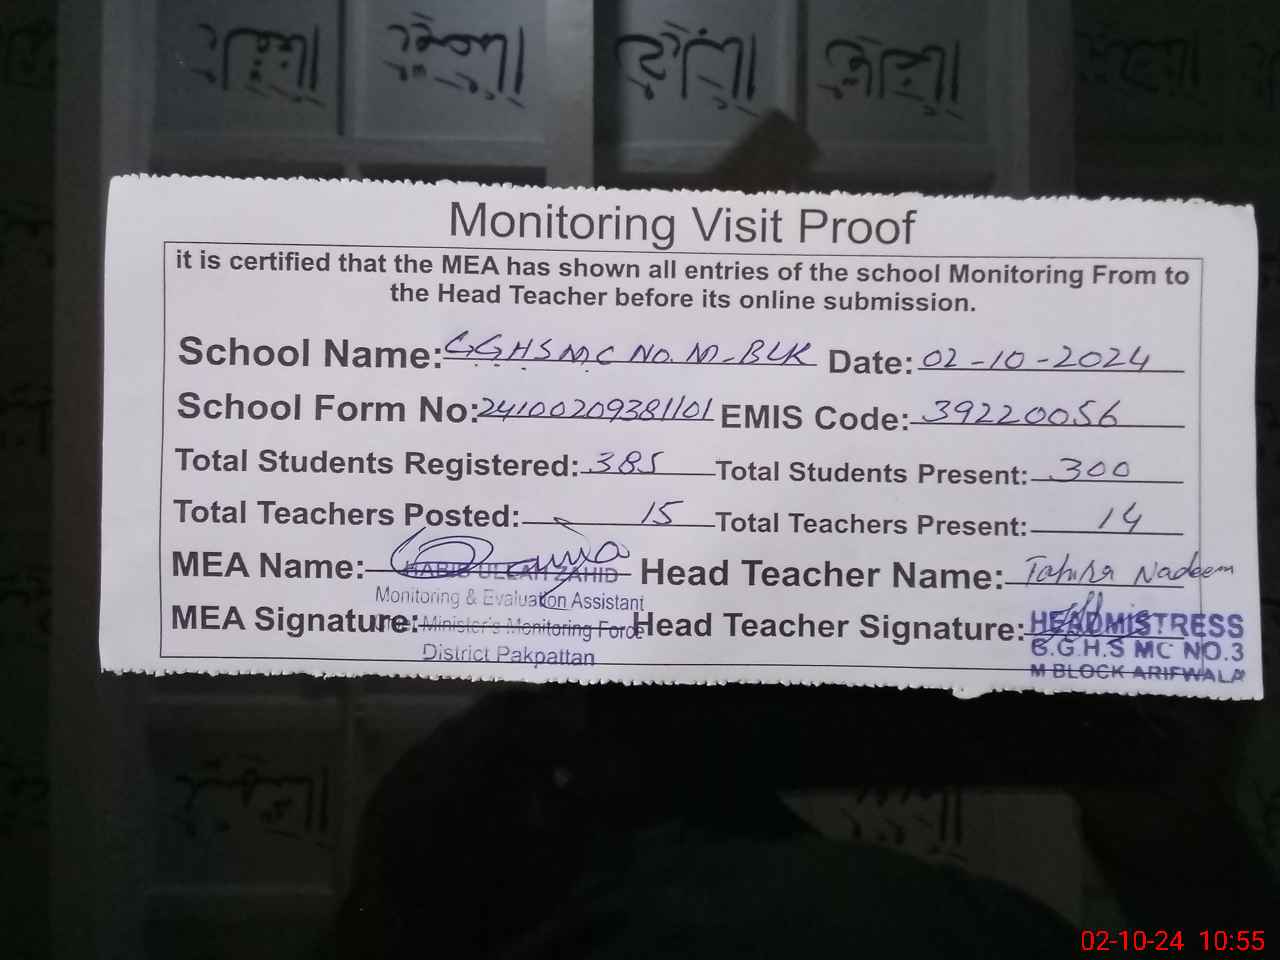 Monitoring Visit Proof
it is certified that the MEA has shown all entries of the school Monitoring From to
the Head Teacher before its online submission.
School Name: GGHS MC No. M-BLK Date: 02-10-2024
School Form No: 24100209381101 EMIS Code: 39220056
Total Students Registered: 385 Total Students Present: 300
Total Teachers Posted: 15 Total Teachers Present: 14
MEA Name: HABIB ULLAH ZAHID Head Teacher Name: Tahira Nadeem
Monitoring & Evaluation Assistant
MEA Signature: Minister's Monitoring Force Head Teacher Signature: HEADMISTRESS
District Pakpattan
G.G.H.S MC NO.3
M BLOCK ARIFWALA
02-10-24 10:55